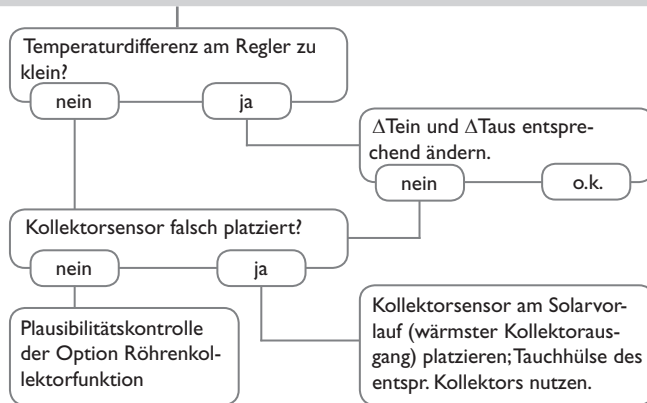 Temperaturdifferenz am Regler zu
klein?
nein
ja
ΔTein und ΔTaus entspre-
chend ändern.
nein
o.k.
Kollektorsensor falsch platziert?
nein
ja
Plausibilitätskontrolle
der Option Röhrenkol-
lektorfunktion
Kollektorsensor am Solarvor-
lauf (wärmster Kollektoraus-
gang) platzieren; Tauchhülse des
entspr. Kollektors nutzen.